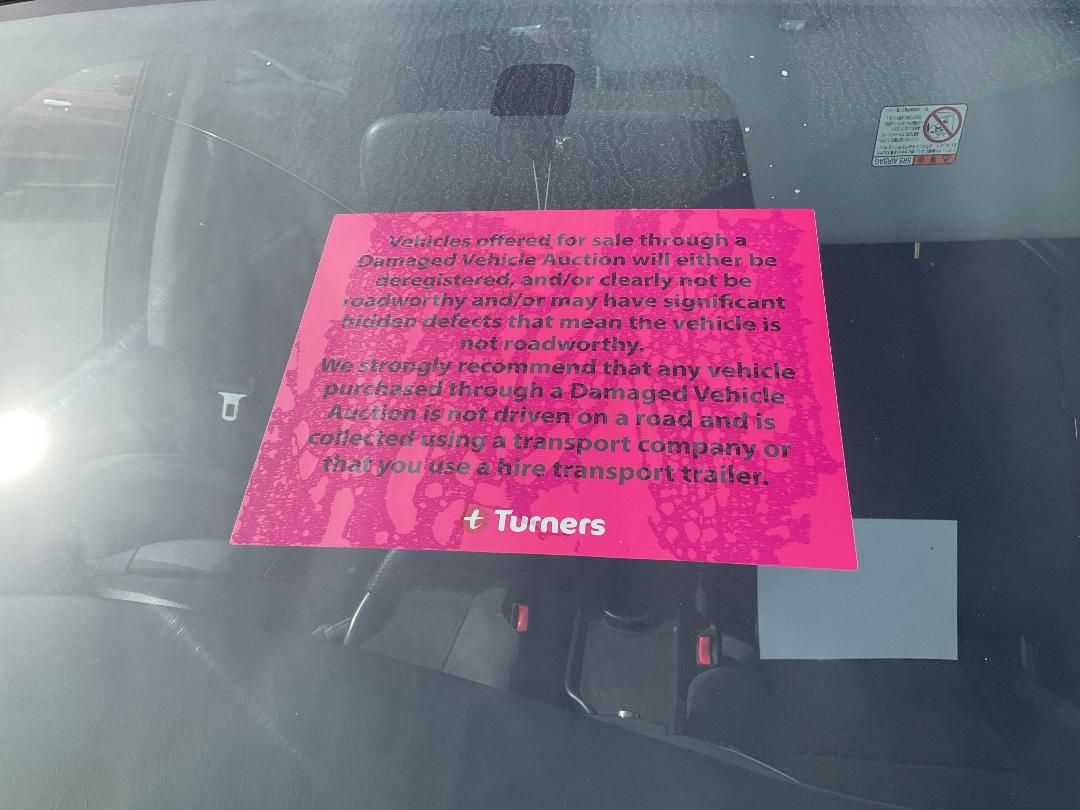 Vehicles offered for sale through a
Damaged Vehicle Auction will either be
deregistered, and/or clearly not be
roadworthy and/or may have significant
hidden defects that mean the vehicle is
not roadworthy.
We strongly recommend that any vehicle
purchased through a Damaged Vehicle
Auction is not driven on a road and is
collected using a transport company or
that you use a hire transport trailer.
t Turners
SRS AIRBAG